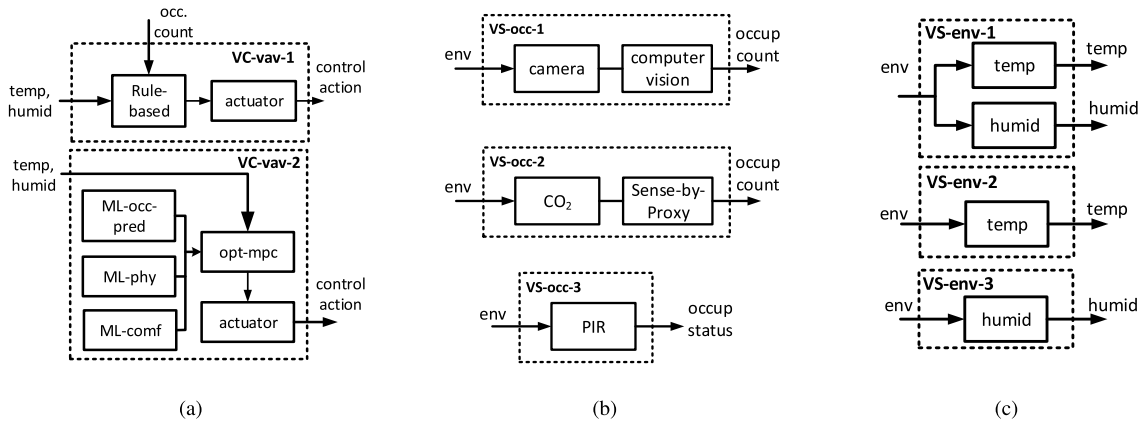 occ.
count
VC-vav-1
temp,
humid
Rule-
based
actuator
control
action
temp,
humid
VC-vav-2
ML-occ-
pred
ML-phy
ML-comf
opt-mpc
actuator
control
action
(a)
VS-occ-1
env
camera
computer
vision
occup
count
VS-occ-2
env
CO₂
Sense-by-
Proxy
occup
count
VS-occ-3
env
PIR
occup
status
(b)
VS-env-1
env
temp
temp
humid
humid
VS-env-2
env
temp
temp
VS-env-3
env
humid
humid
(c)